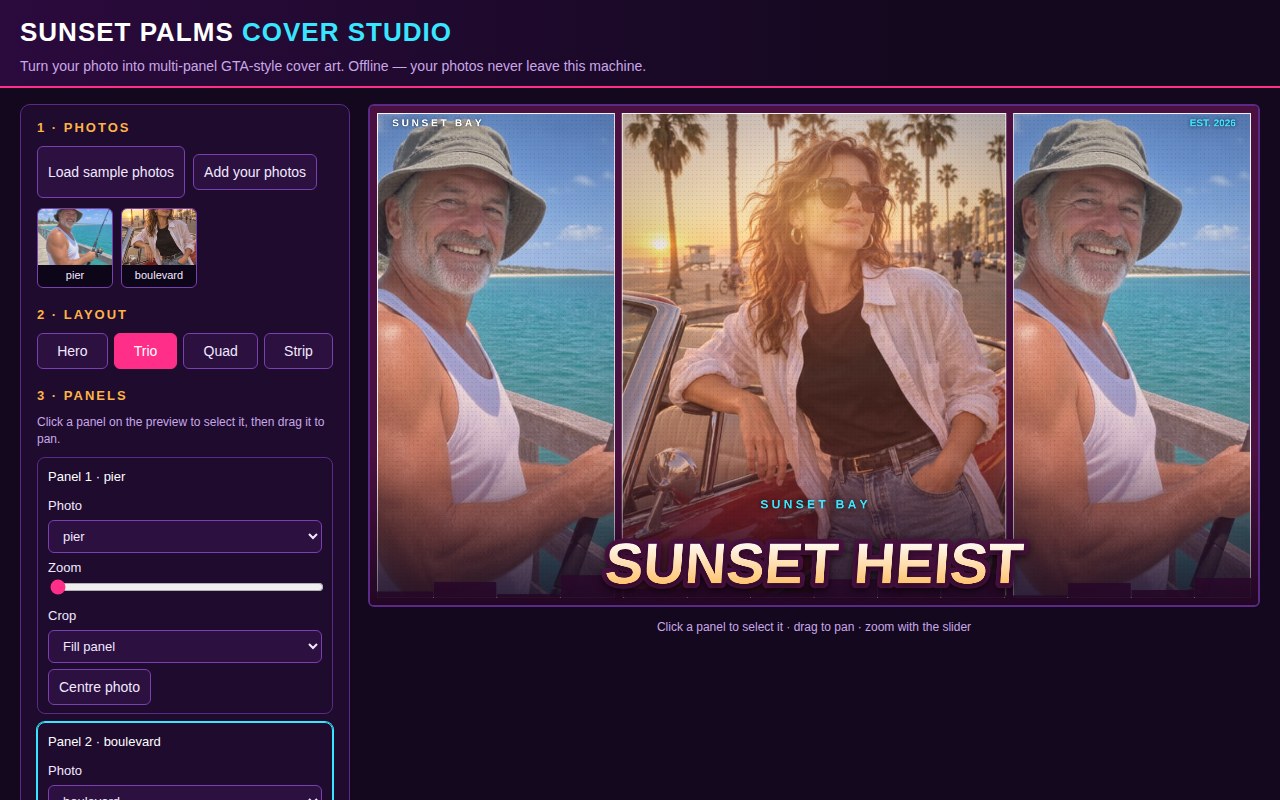 SUNSET PALMS COVER STUDIO
Turn your photo into multi-panel GTA-style cover art. Offline — your photos never leave this machine.
1 · PHOTOS
Load sample photos
Add your photos
pier
boulevard
2 · LAYOUT
Hero
Trio
Quad
Strip
3 · PANELS
Click a panel on the preview to select it, then drag it to
pan.
Panel 1 · pier
Photo
pier
Zoom
Crop
Fill panel
Centre photo
Panel 2 · boulevard
Photo
boulevard
SUNSET BAY
EST. 2026
SUNSET BAY
SUNSET HEIST
Click a panel to select it · drag to pan · zoom with the slider